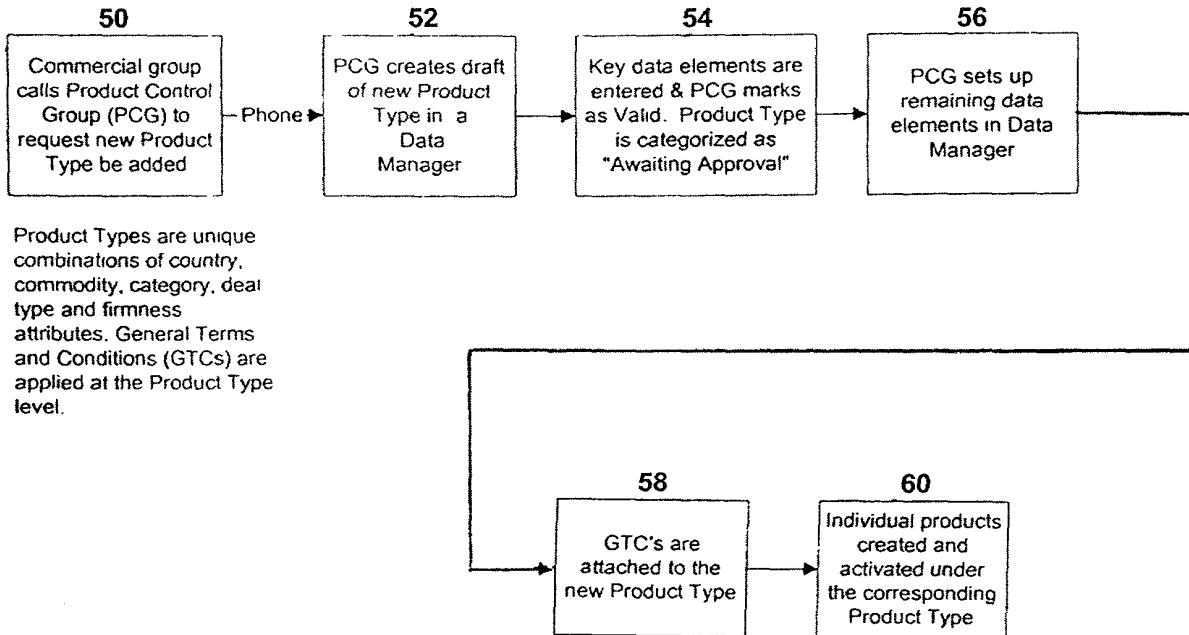 50
Commercial group
calls Product Control
Group (PCG) to
request new Product
Type be added
Phone
52
PCG creates draft
of new Product
Type in a
Data
Manager
54
Key data elements are
entered & PCG marks
as Valid. Product Type
is categorized as
"Awaiting Approval"
56
PCG sets up
remaining data
elements in Data
Manager
Product Types are unique
combinations of country,
commodity, category, deal
type and firmness
attributes. General Terms
and Conditions (GTCs) are
applied at the Product Type
level.
58
GTC's are
attached to the
new Product Type
60
Individual products
created and
activated under
the corresponding
Product Type